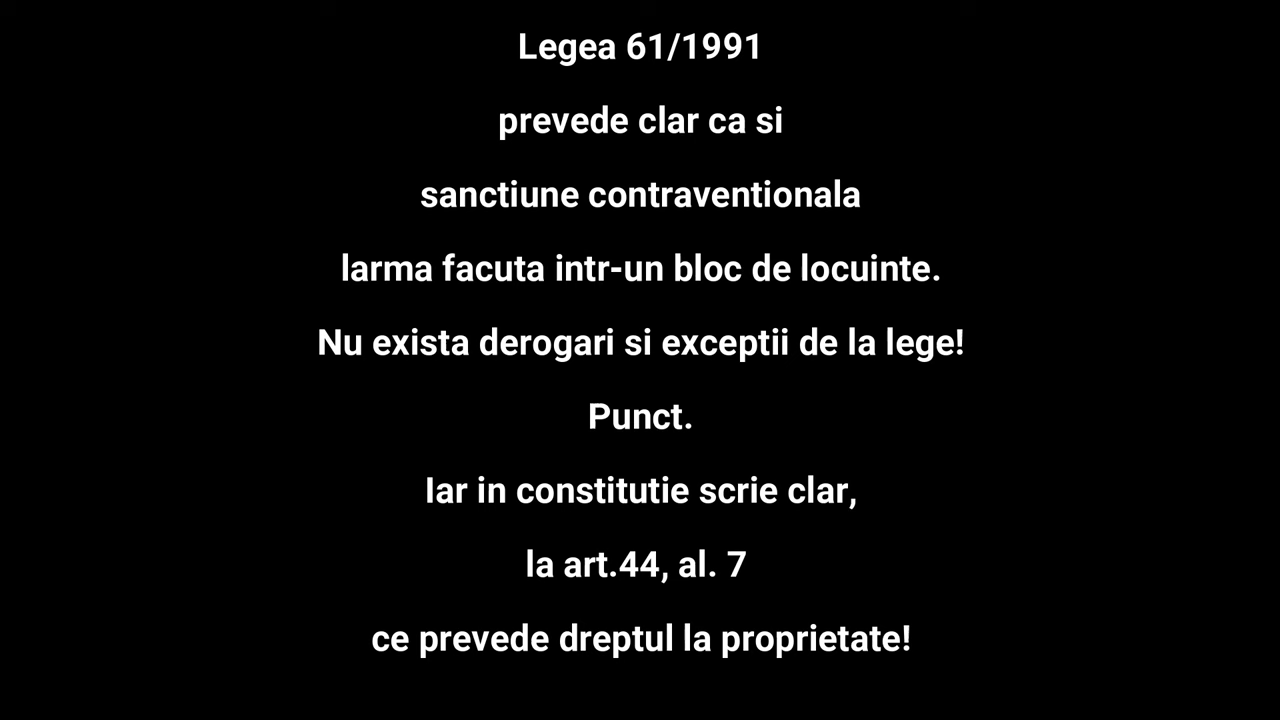 Legea 61/1991
prevede clar ca si
sanctiune contraventionala
larma facuta intr-un bloc de locuinte.
Nu exista derogari si exceptii de la lege!
Punct.
Iar in constitutie scrie clar,
la art.44, al. 7
ce prevede dreptul la proprietate!